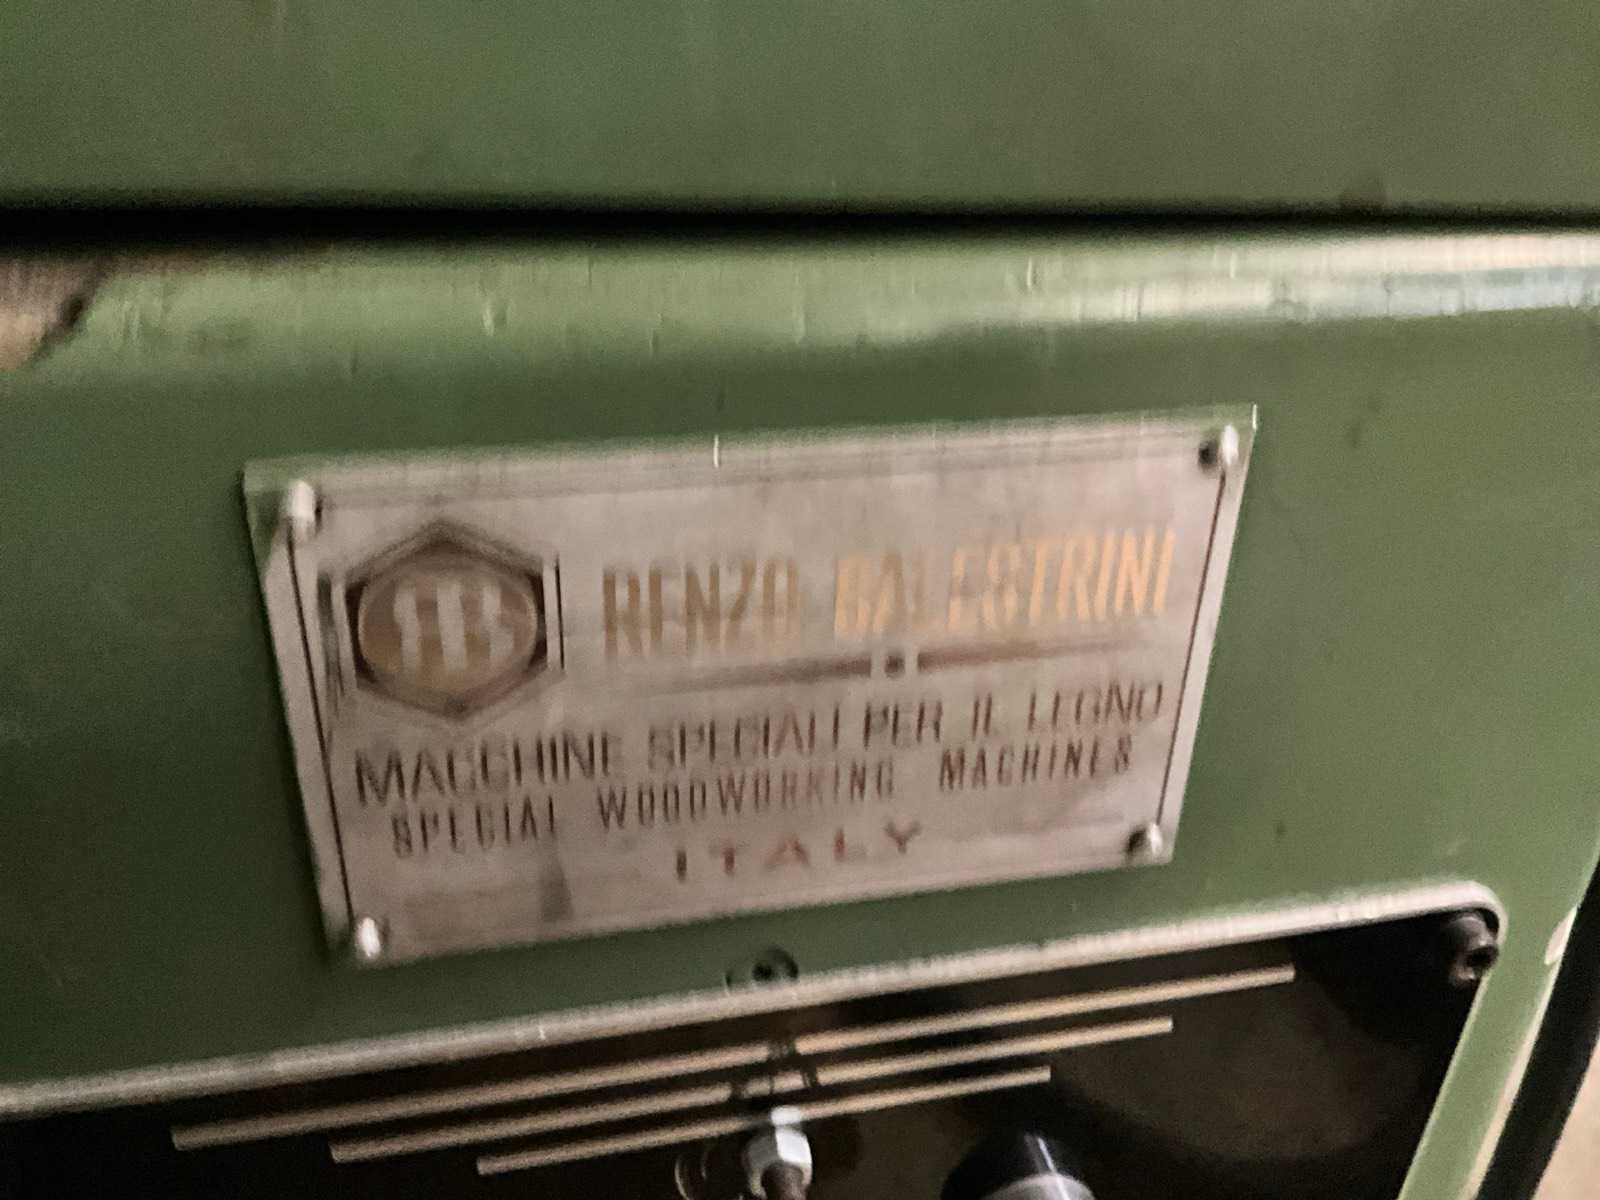 RENZO BALESTRINI
MACCHINE SPECIALI PER IL LEGNO
SPECIAL WOODWORKING MACHINES
ITALY